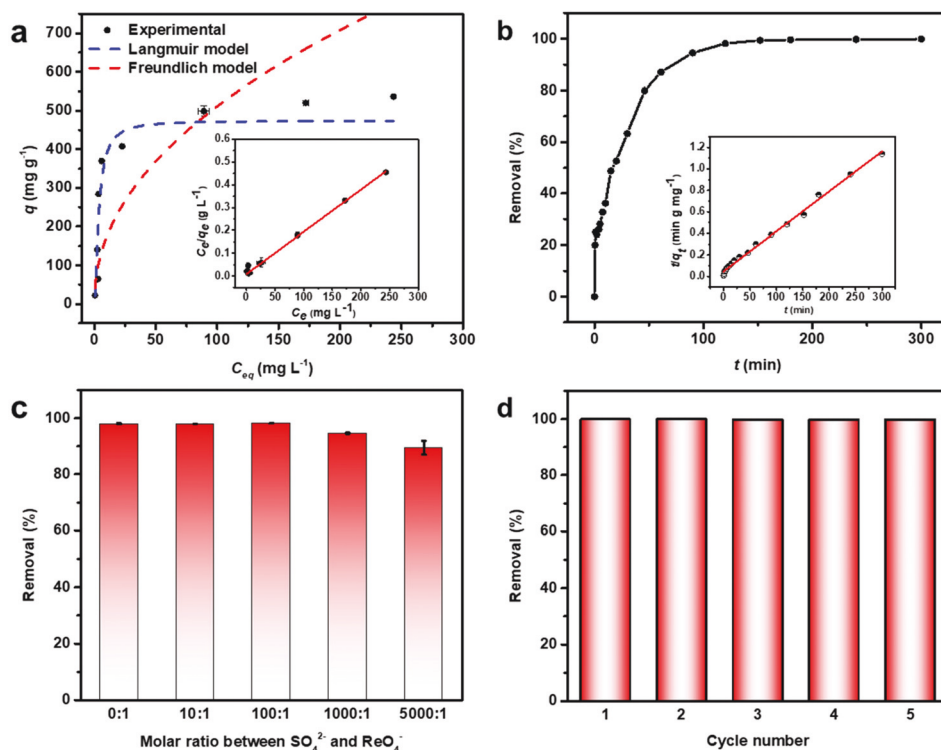 a
Experimental
Langmuir model
Freundlich model
700
600
500
400
300
200
100
0
q (mg g⁻¹)
0 50 100 150 200 250 300
C_eq (mg L⁻¹)
0.6
0.5
0.4
0.3
0.2
0.1
0.0
C_e/q_e (g L⁻¹)
0 50 100 150 200 250 300
C_e (mg L⁻¹)
b
100
80
60
40
20
0
Removal (%)
0 100 200 300
t (min)
1.2
1.0
0.8
0.6
0.4
0.2
0.0
t/q_t (min g mg⁻¹)
0 50 100 150 200 250 300
t (min)
c
100
80
60
40
20
0
Removal (%)
0:1 10:1 100:1 1000:1 5000:1
Molar ratio between SO₄²⁻ and ReO₄⁻
d
100
80
60
40
20
0
Removal (%)
1 2 3 4 5
Cycle number